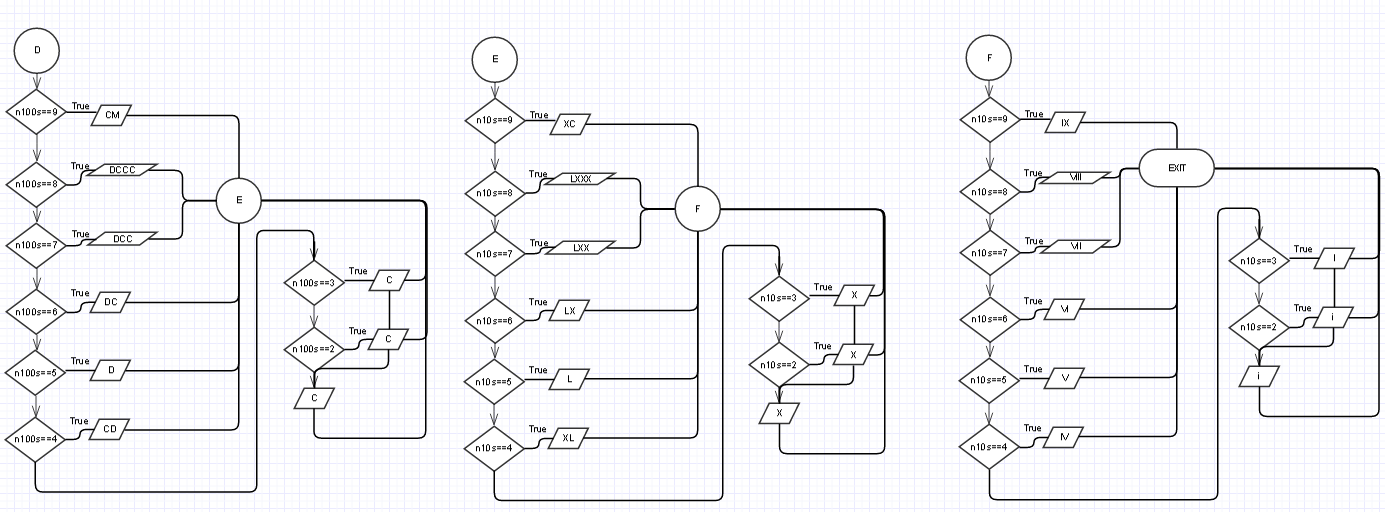 D
n100s==9
True
CM
n100s==8
True
DCCC
n100s==7
True
DCC
E
n100s==6
True
DC
n100s==5
D
n100s==4
True
CD
n100s==3
True
C
n100s==2
True
C
C
E
n10s==9
True
XC
n10s==8
True
LXXX
n10s==7
True
LXX
F
n10s==6
True
LX
n10s==5
True
L
n10s==4
True
XL
n10s==3
True
X
n10s==2
True
X
X
F
n10s==9
True
IX
n10s==8
True
VIII
n10s==7
True
VII
EXIT
n10s==6
True
VI
n10s==5
True
V
n10s==4
True
IV
n10s==3
True
I
n10s==2
True
i
i